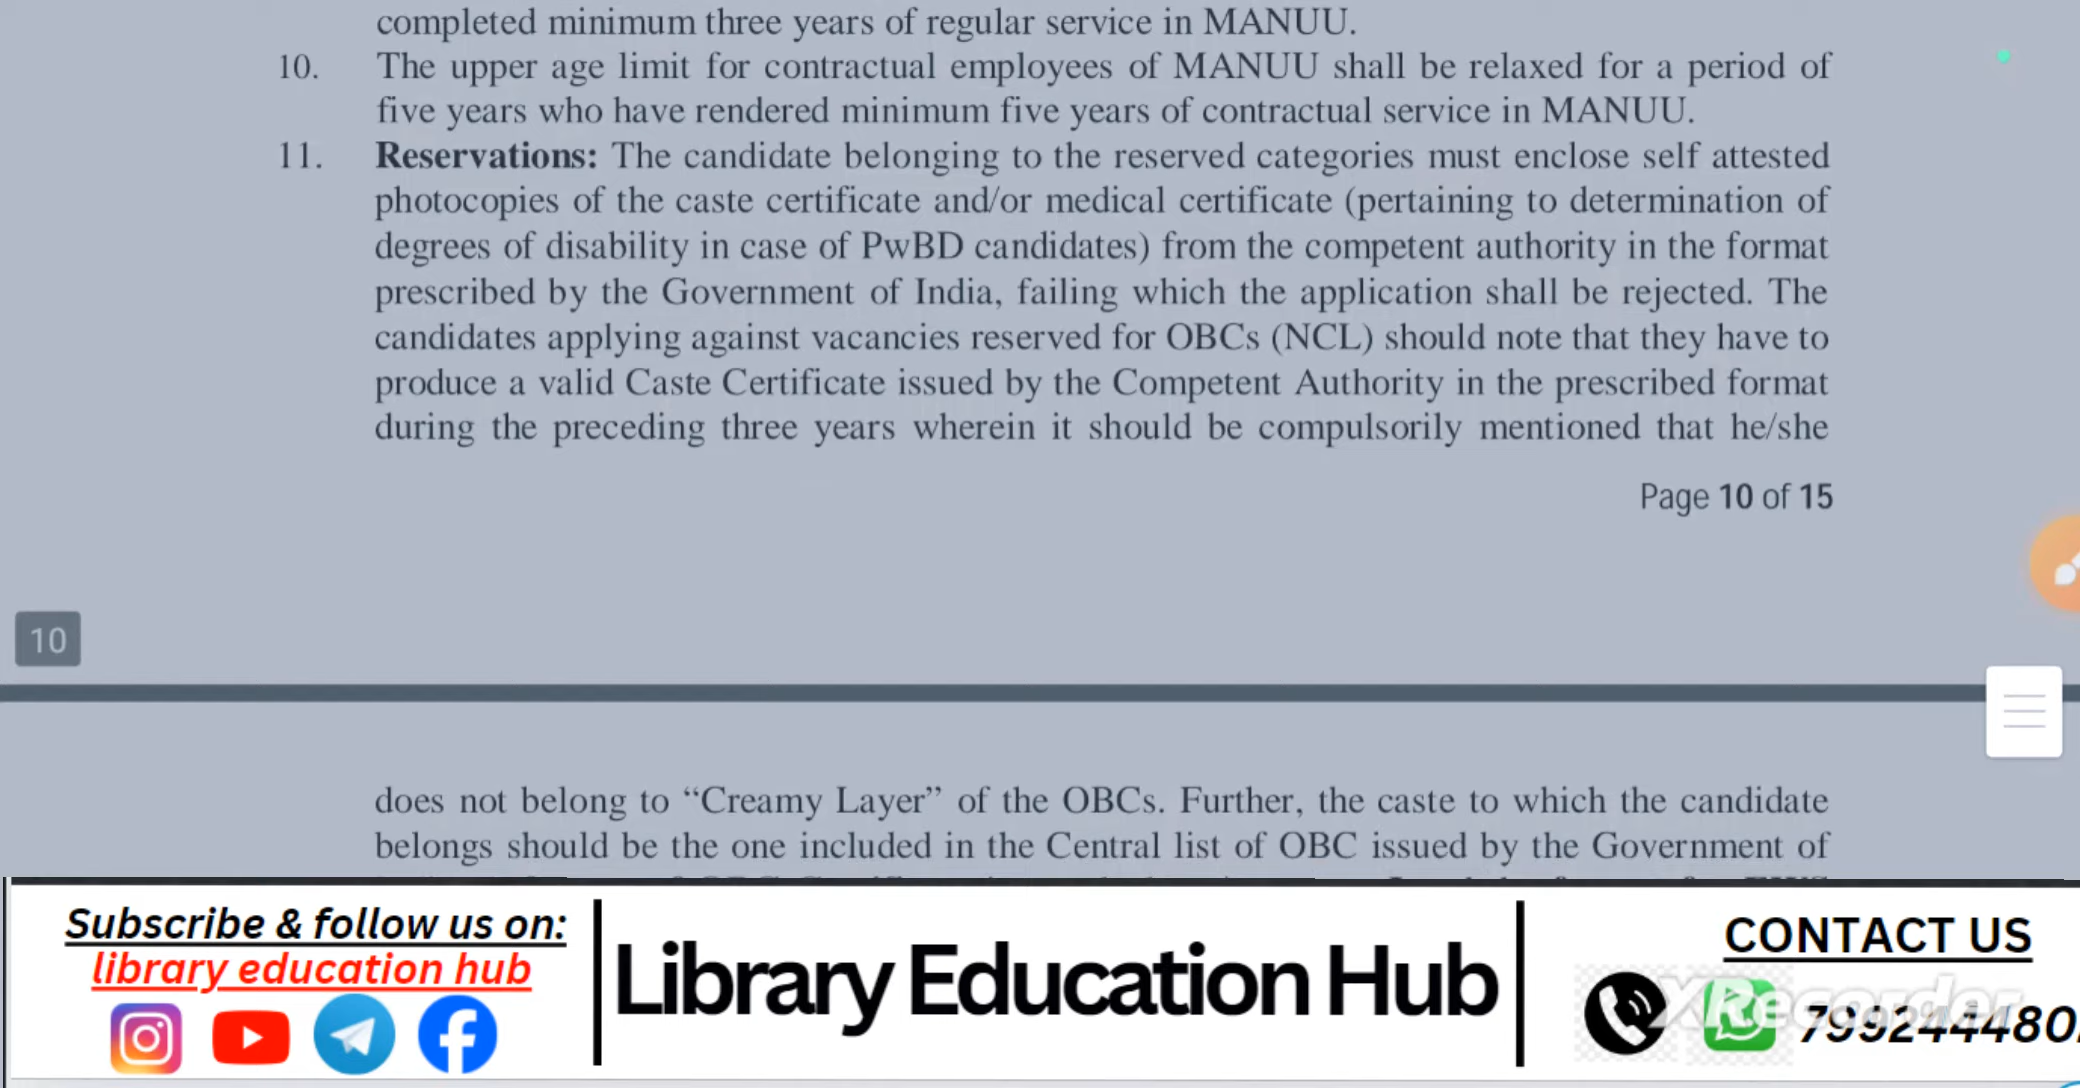 completed minimum three years of regular service in MANUU.
10. The upper age limit for contractual employees of MANUU shall be relaxed for a period of
five years who have rendered minimum five years of contractual service in MANUU.
11. Reservations: The candidate belonging to the reserved categories must enclose self attested
photocopies of the caste certificate and/or medical certificate (pertaining to determination of
degrees of disability in case of PwBD candidates) from the competent authority in the format
prescribed by the Government of India, failing which the application shall be rejected. The
candidates applying against vacancies reserved for OBCs (NCL) should note that they have to
produce a valid Caste Certificate issued by the Competent Authority in the prescribed format
during the preceding three years wherein it should be compulsorily mentioned that he/she
Page 10 of 15
10
does not belong to “Creamy Layer” of the OBCs. Further, the caste to which the candidate
belongs should be the one included in the Central list of OBC issued by the Government of
Subscribe & follow us on:
library education hub
Library Education Hub
CONTACT US
XRecorder
799244480